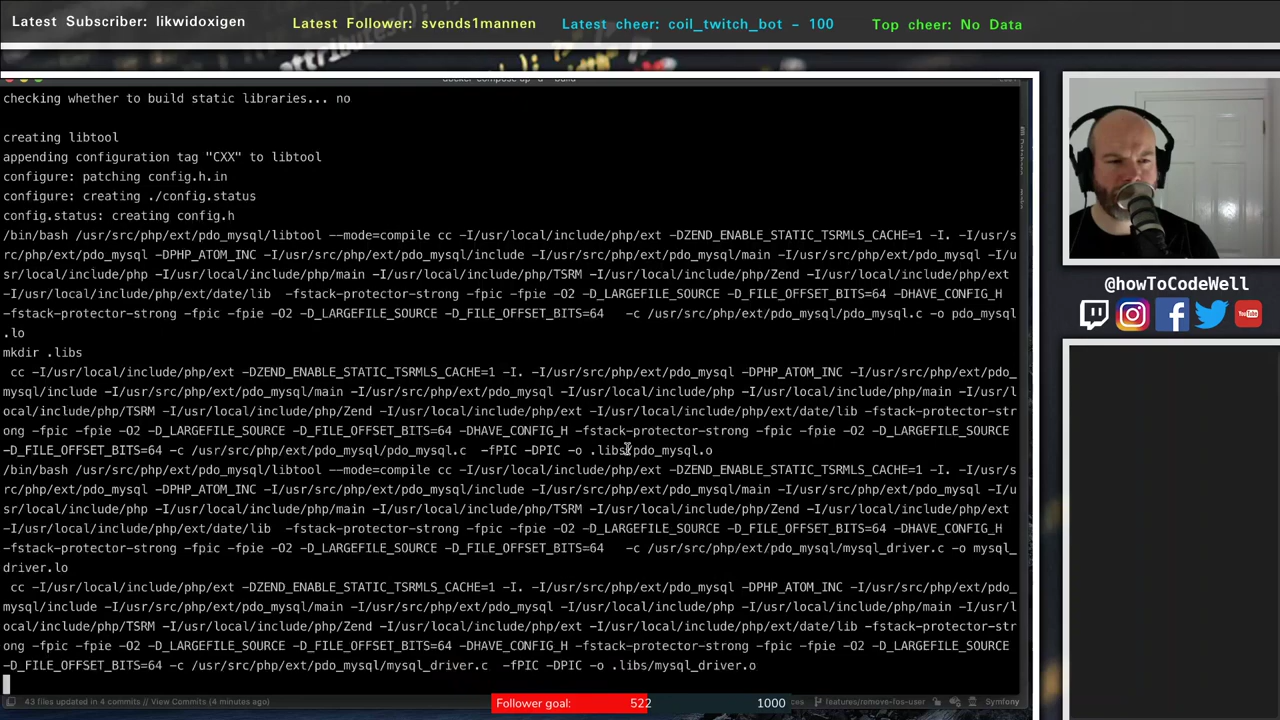 Latest Subscriber: likwidoxigen
Latest Follower: svends1mannen
Latest cheer: coil_twitch_bot - 100
Top cheer: No Data
checking whether to build static libraries... no
creating libtool
appending configuration tag "CXX" to libtool
configure: patching config.h.in
configure: creating ./config.status
config.status: creating config.h
/bin/bash /usr/src/php/ext/pdo_mysql/libtool --mode=compile cc -I/usr/local/include/php/ext -DZEND_ENABLE_STATIC_TSRMLS_CACHE=1 -I. -I/usr/s
rc/php/ext/pdo_mysql -DPHP_ATOM_INC -I/usr/src/php/ext/pdo_mysql/include -I/usr/src/php/ext/pdo_mysql/main -I/usr/src/php/ext/pdo_mysql -I/u
sr/local/include/php -I/usr/local/include/php/main -I/usr/local/include/php/TSRM -I/usr/local/include/php/Zend -I/usr/local/include/php/ext
-I/usr/local/include/php/ext/date/lib  -fstack-protector-strong -fpic -fpie -O2 -D_LARGEFILE_SOURCE -D_FILE_OFFSET_BITS=64 -DHAVE_CONFIG_H
-fstack-protector-strong -fpic -fpie -O2 -D_LARGEFILE_SOURCE -D_FILE_OFFSET_BITS=64   -c /usr/src/php/ext/pdo_mysql/pdo_mysql.c -o pdo_mysql
.lo
mkdir .libs
cc -I/usr/local/include/php/ext -DZEND_ENABLE_STATIC_TSRMLS_CACHE=1 -I. -I/usr/src/php/ext/pdo_mysql -DPHP_ATOM_INC -I/usr/src/php/ext/pdo_
mysql/include -I/usr/src/php/ext/pdo_mysql/main -I/usr/src/php/ext/pdo_mysql -I/usr/local/include/php -I/usr/local/include/php/main -I/usr/l
ocal/include/php/TSRM -I/usr/local/include/php/Zend -I/usr/local/include/php/ext -I/usr/local/include/php/ext/date/lib -fstack-protector-str
ong -fpic -fpie -O2 -D_LARGEFILE_SOURCE -D_FILE_OFFSET_BITS=64 -DHAVE_CONFIG_H -fstack-protector-strong -fpic -fpie -O2 -D_LARGEFILE_SOURCE
-D_FILE_OFFSET_BITS=64 -c /usr/src/php/ext/pdo_mysql/pdo_mysql.c  -fPIC -DPIC -o .libs/pdo_mysql.o
/bin/bash /usr/src/php/ext/pdo_mysql/libtool --mode=compile cc -I/usr/local/include/php/ext -DZEND_ENABLE_STATIC_TSRMLS_CACHE=1 -I. -I/usr/s
rc/php/ext/pdo_mysql -DPHP_ATOM_INC -I/usr/src/php/ext/pdo_mysql/include -I/usr/src/php/ext/pdo_mysql/main -I/usr/src/php/ext/pdo_mysql -I/u
sr/local/include/php -I/usr/local/include/php/main -I/usr/local/include/php/TSRM -I/usr/local/include/php/Zend -I/usr/local/include/php/ext
-I/usr/local/include/php/ext/date/lib  -fstack-protector-strong -fpic -fpie -O2 -D_LARGEFILE_SOURCE -D_FILE_OFFSET_BITS=64 -DHAVE_CONFIG_H
-fstack-protector-strong -fpic -fpie -O2 -D_LARGEFILE_SOURCE -D_FILE_OFFSET_BITS=64   -c /usr/src/php/ext/pdo_mysql/mysql_driver.c -o mysql_
driver.lo
cc -I/usr/local/include/php/ext -DZEND_ENABLE_STATIC_TSRMLS_CACHE=1 -I. -I/usr/src/php/ext/pdo_mysql -DPHP_ATOM_INC -I/usr/src/php/ext/pdo_
mysql/include -I/usr/src/php/ext/pdo_mysql/main -I/usr/src/php/ext/pdo_mysql -I/usr/local/include/php -I/usr/local/include/php/main -I/usr/l
ocal/include/php/TSRM -I/usr/local/include/php/Zend -I/usr/local/include/php/ext -I/usr/local/include/php/ext/date/lib -fstack-protector-str
ong -fpic -fpie -O2 -D_LARGEFILE_SOURCE -D_FILE_OFFSET_BITS=64 -DHAVE_CONFIG_H -fstack-protector-strong -fpic -fpie -O2 -D_LARGEFILE_SOURCE
-D_FILE_OFFSET_BITS=64 -c /usr/src/php/ext/pdo_mysql/mysql_driver.c  -fPIC -DPIC -o .libs/mysql_driver.o
43 files updated in 4 commits // View Commits (4 minutes ago)
Follower goal: 522 1000
features/remove-fos-user
Symfony
@howToCodeWell
You Tube